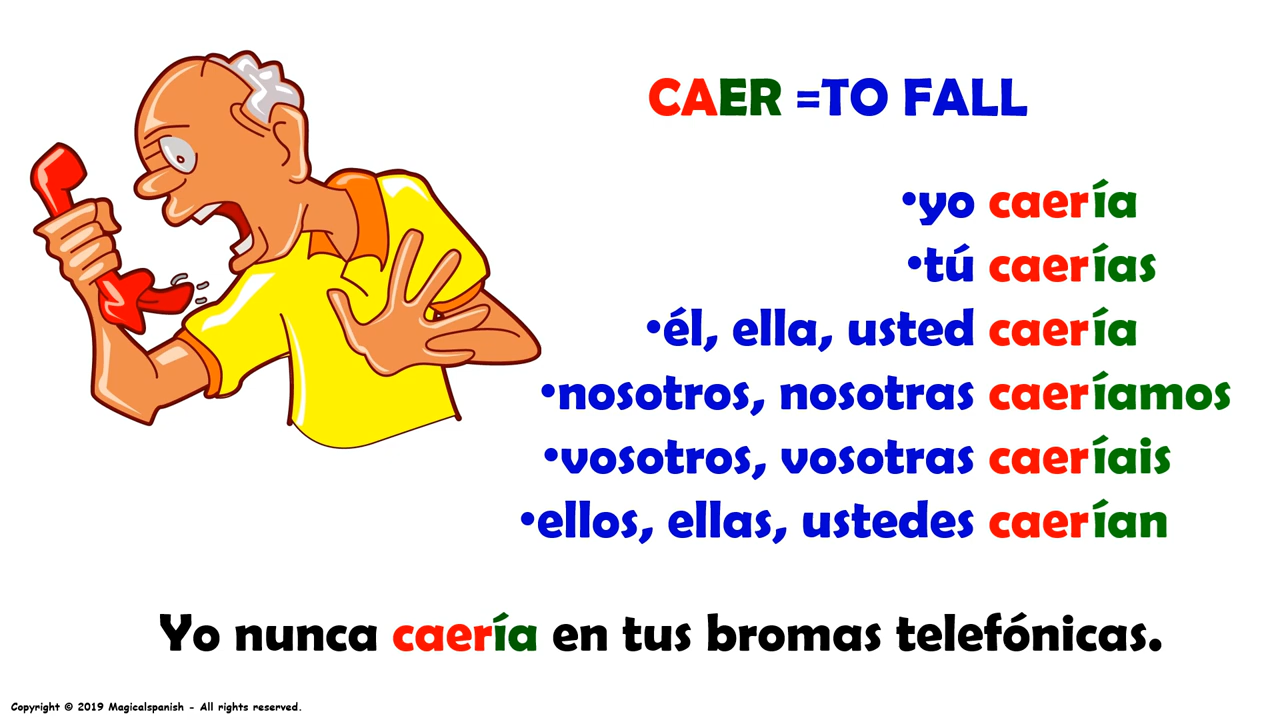 CAER =TO FALL
•yo caería
•tú caerías
•él, ella, usted caería
•nosotros, nosotras caeríamos
•vosotros, vosotras caeríais
•ellos, ellas, ustedes caerían
Yo nunca caería en tus bromas telefónicas.
Copyright © 2019 Magicalspanish - All rights reserved.